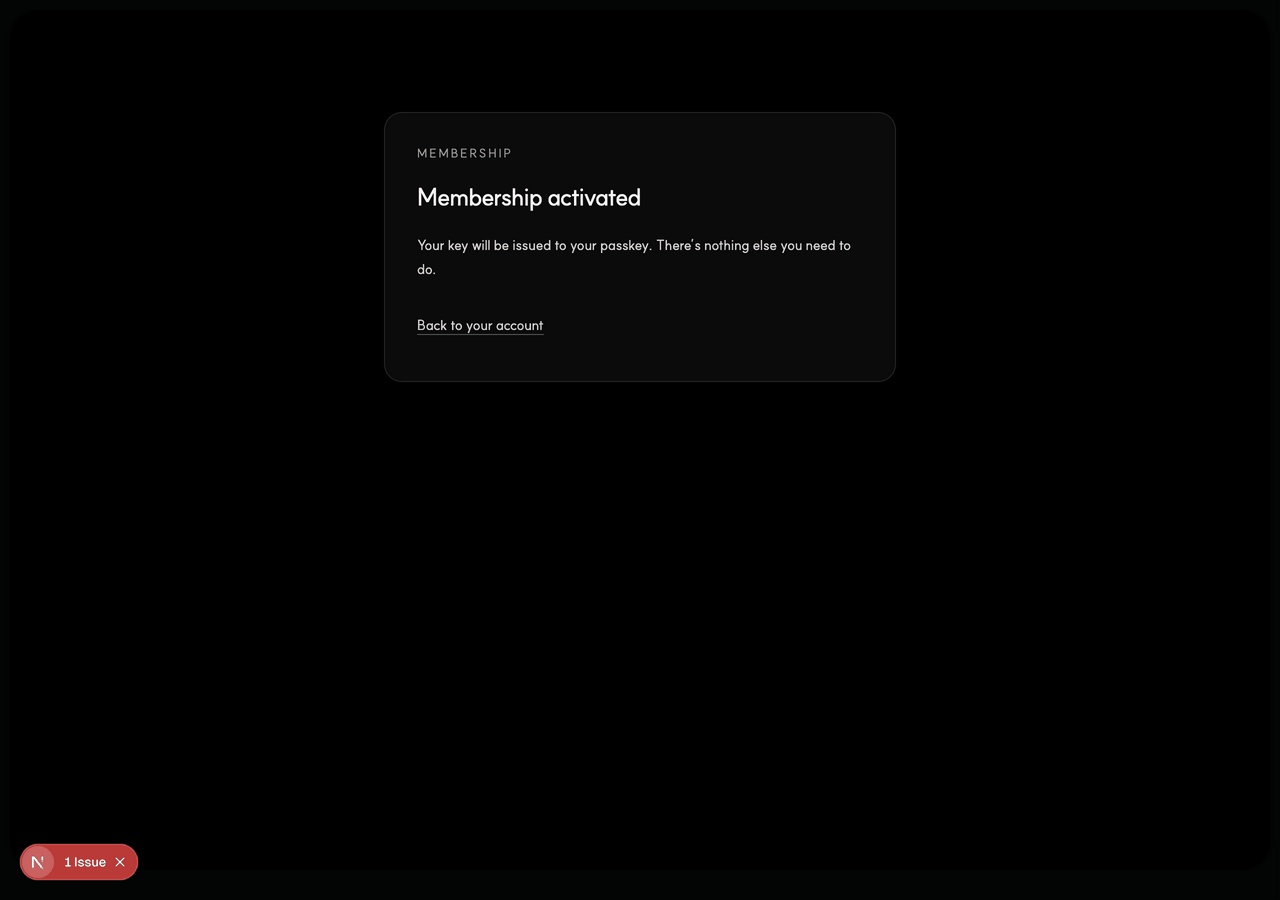 MEMBERSHIP
Membership activated
Your key will be issued to your passkey. There's nothing else you need to
do.
Back to your account
N 1 Issue